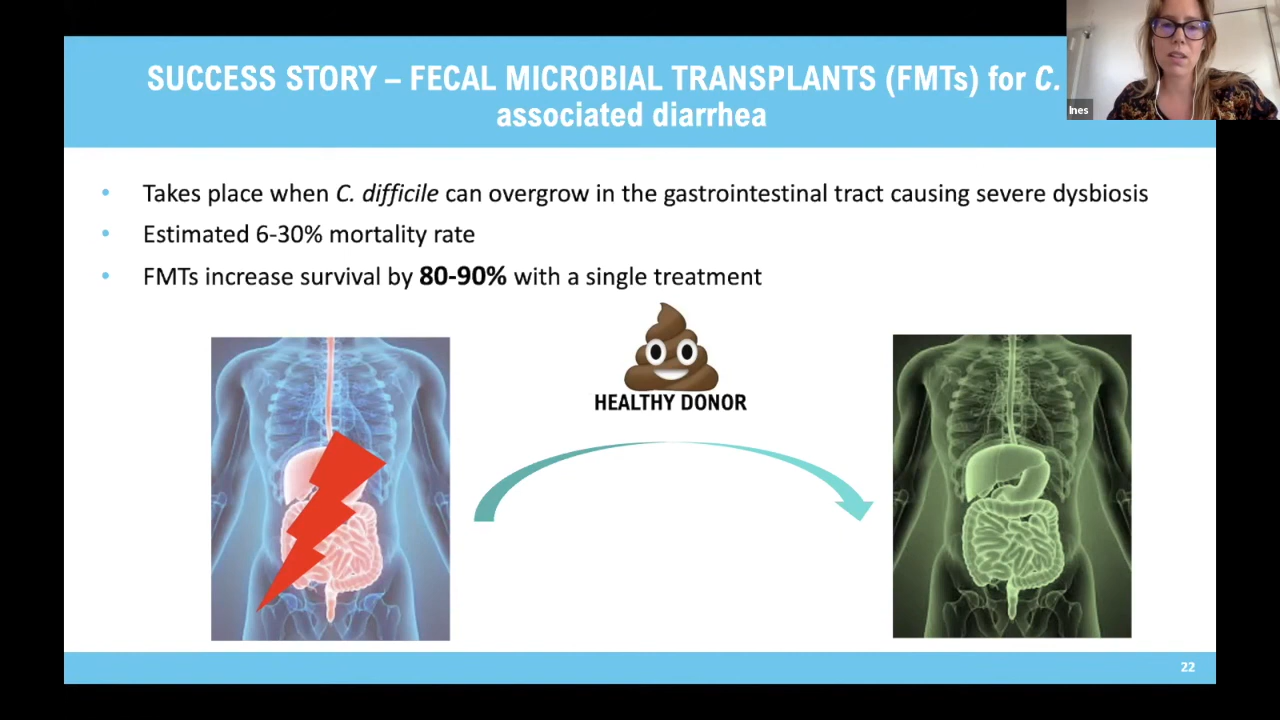 SUCCESS STORY – FECAL MICROBIAL TRANSPLANTS (FMTs) for C.
associated diarrhea
Ines
• Takes place when C. difficile can overgrow in the gastrointestinal tract causing severe dysbiosis
• Estimated 6-30% mortality rate
• FMTs increase survival by 80-90% with a single treatment
HEALTHY DONOR
22